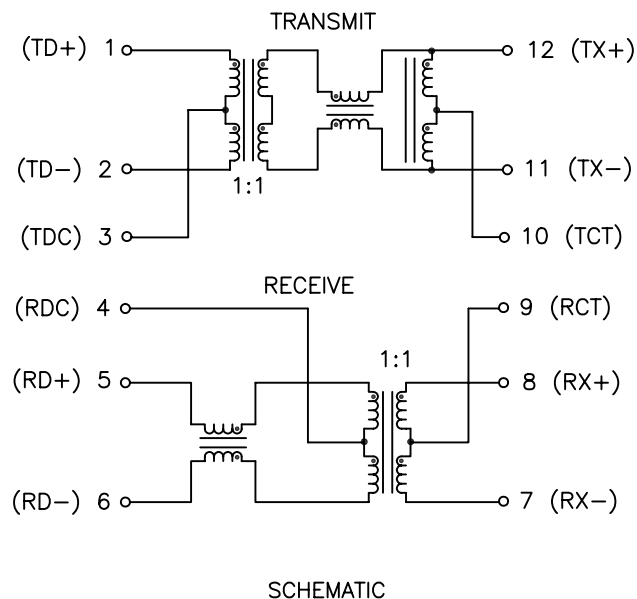 TRANSMIT
(TD+) 1
12 (TX+)
(TD-) 2
11 (TX-)
1:1
(TDC) 3
10 (TCT)
RECEIVE
(RDC) 4
9 (RCT)
1:1
(RD+) 5
8 (RX+)
(RD-) 6
7 (RX-)
SCHEMATIC